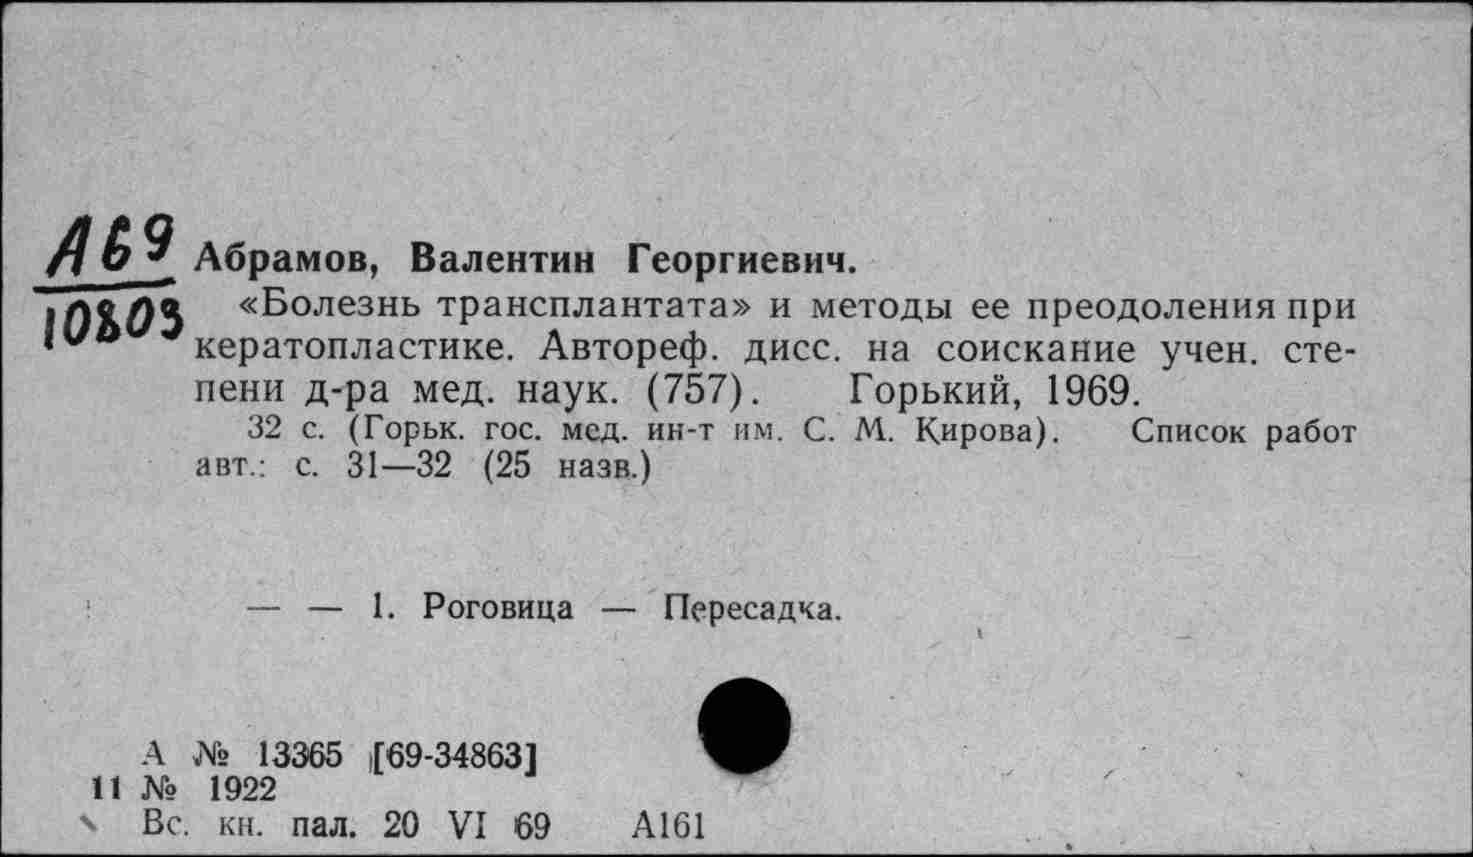 А69
10803
Абрамов, Валентин Георгиевич.
«Болезнь трансплантата» и методы ее преодоления при
кератопластике. Автореф. дисс. на соискание учен. сте-
пени д-ра мед. наук. (757). Горький, 1969.
32 с. (Горьк. гос. мед. ин-т им. С. М. Кирова). Список работ
авт.: с. 31—32 (25 назв.)
— — 1. Роговица — Пересадка.
А № 13365 [69-34863]
11 № 1922
Вс. кн. пал. 20 VI 69 А161